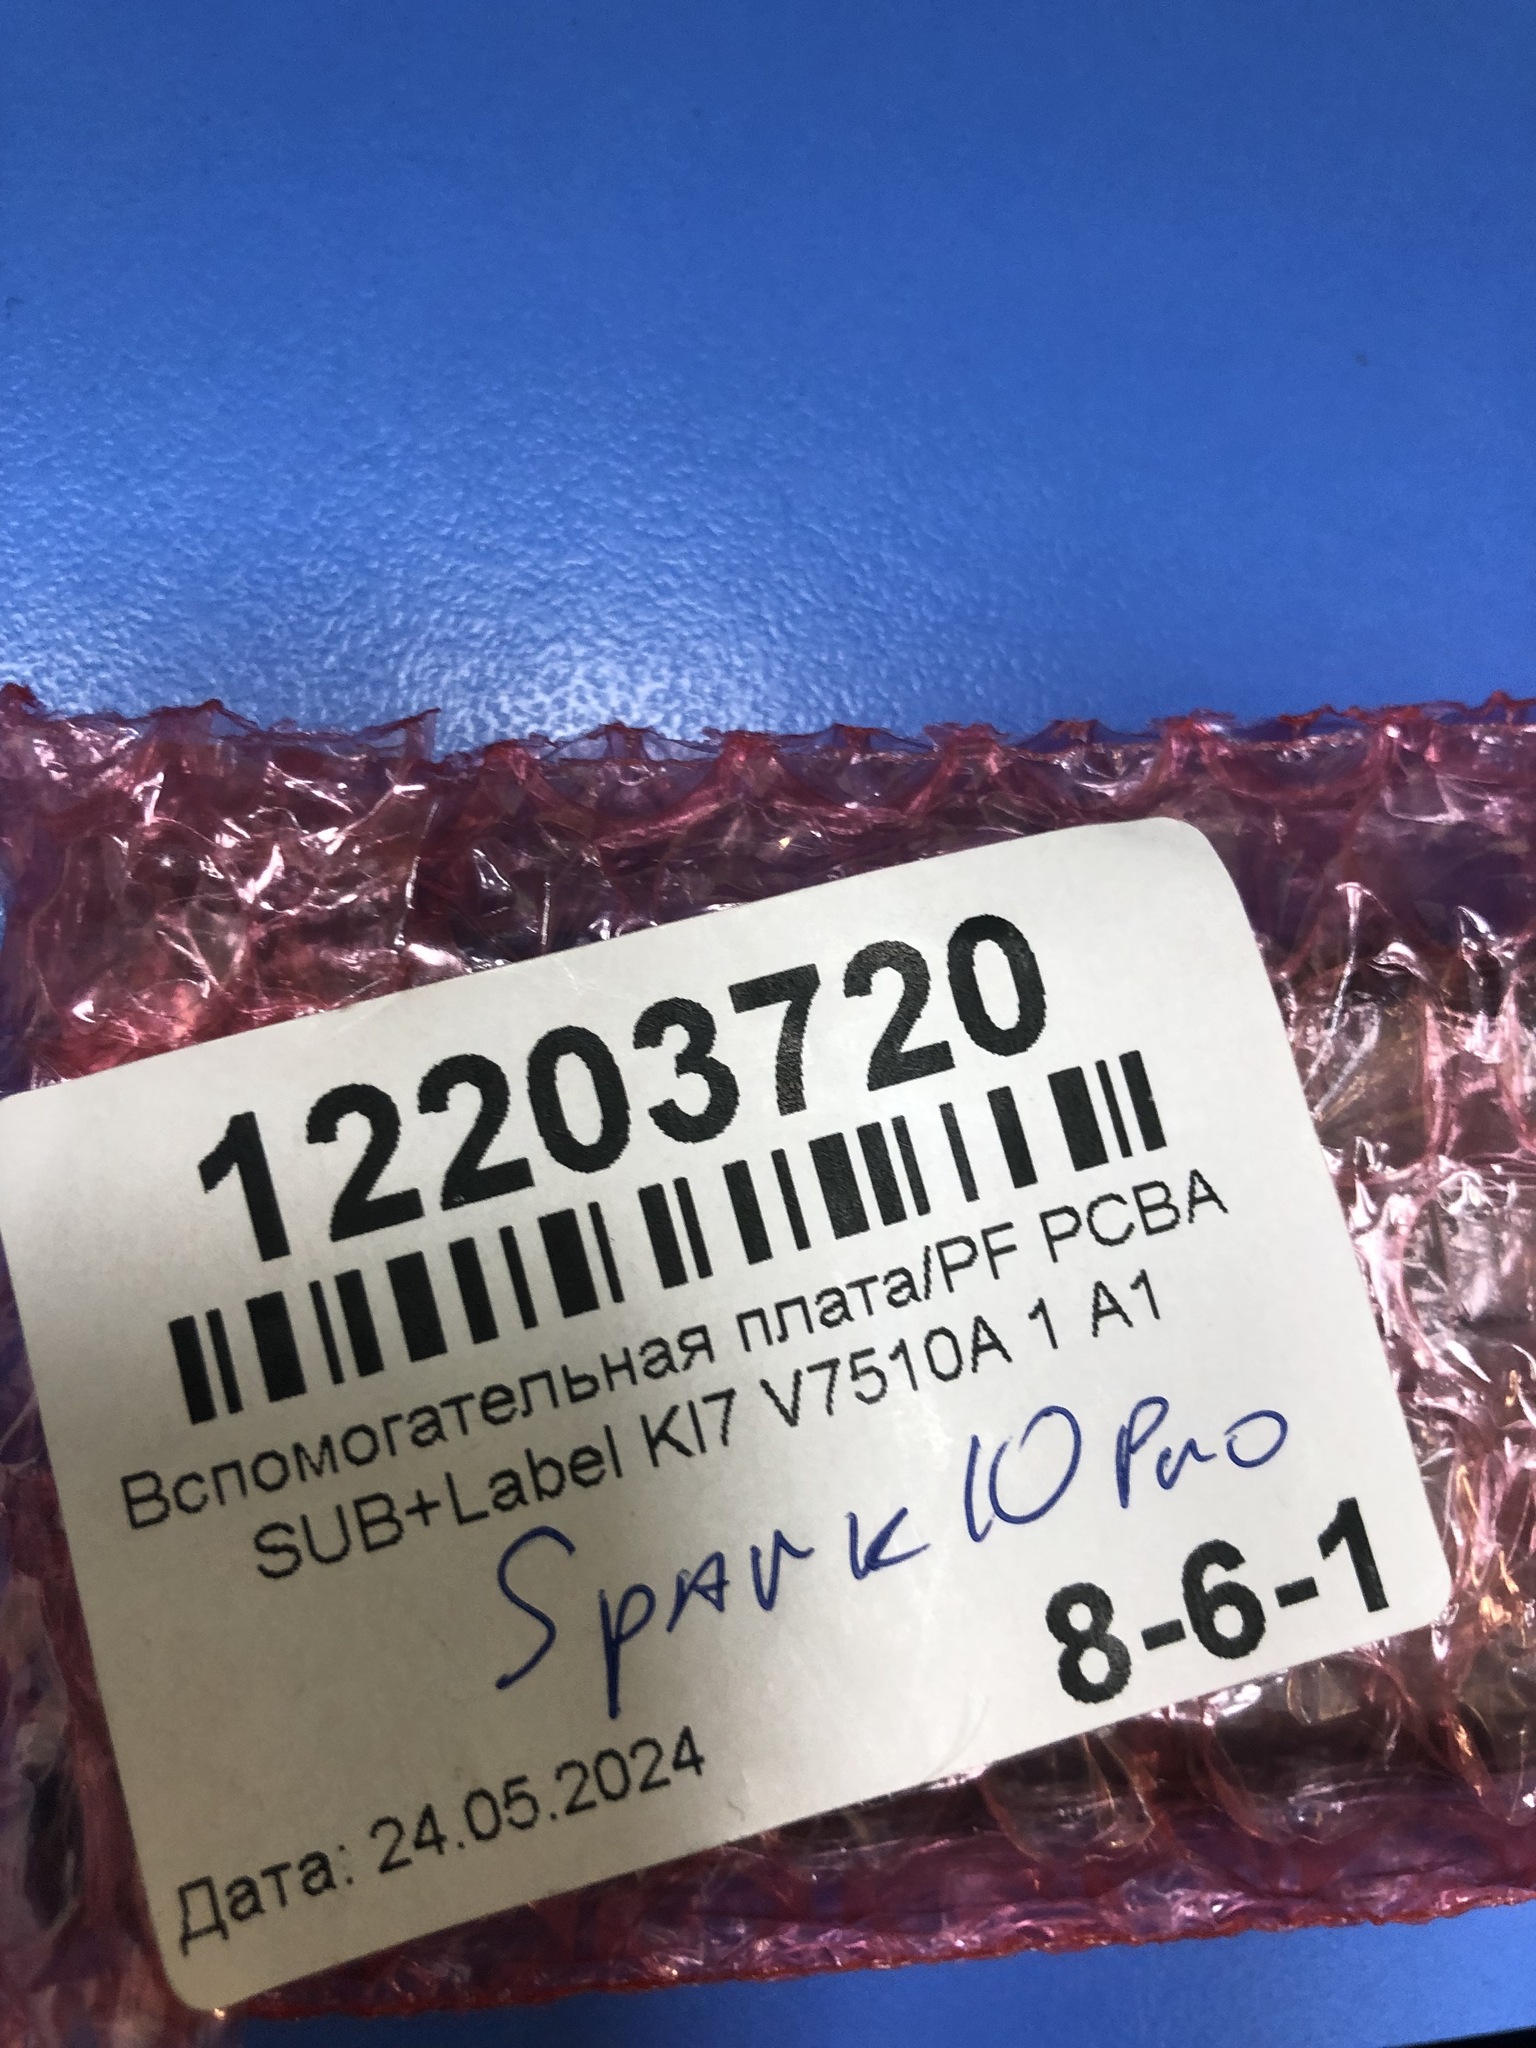 12203720
Вспомогательная плата/PF PCBA
SUB+Label KI7 V7510A 1 A1
Spark 10 Pro
8-6-1
Дата: 24.05.2024